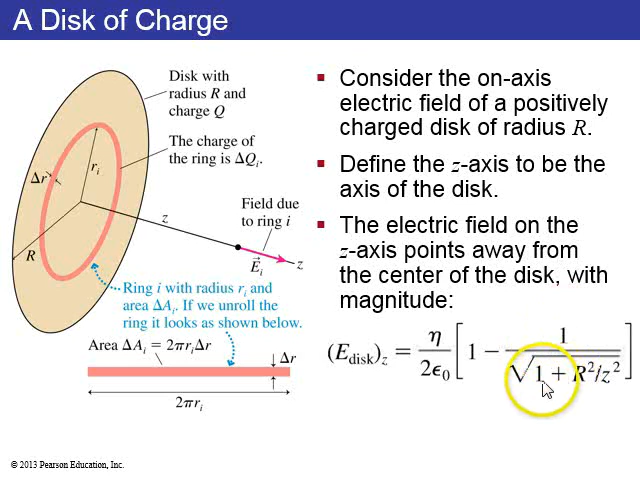 A Disk of Charge
Disk with
radius R and
charge Q
The charge of
the ring is ΔQᵢ.
Δr
rᵢ
R
z
Field due
to ring i
E⃗ᵢ
z
Ring i with radius rᵢ and
area ΔAᵢ. If we unroll the
ring it looks as shown below.
Area ΔAᵢ = 2πrᵢΔr
Δr
2πrᵢ
▪ Consider the on-axis
electric field of a positively
charged disk of radius R.
▪ Define the z-axis to be the
axis of the disk.
▪ The electric field on the
z-axis points away from
the center of the disk, with
magnitude:
(E_disk)_z = η/2ϵ₀ [1 − 1/√(1 + R²/z²)]
© 2013 Pearson Education, Inc.